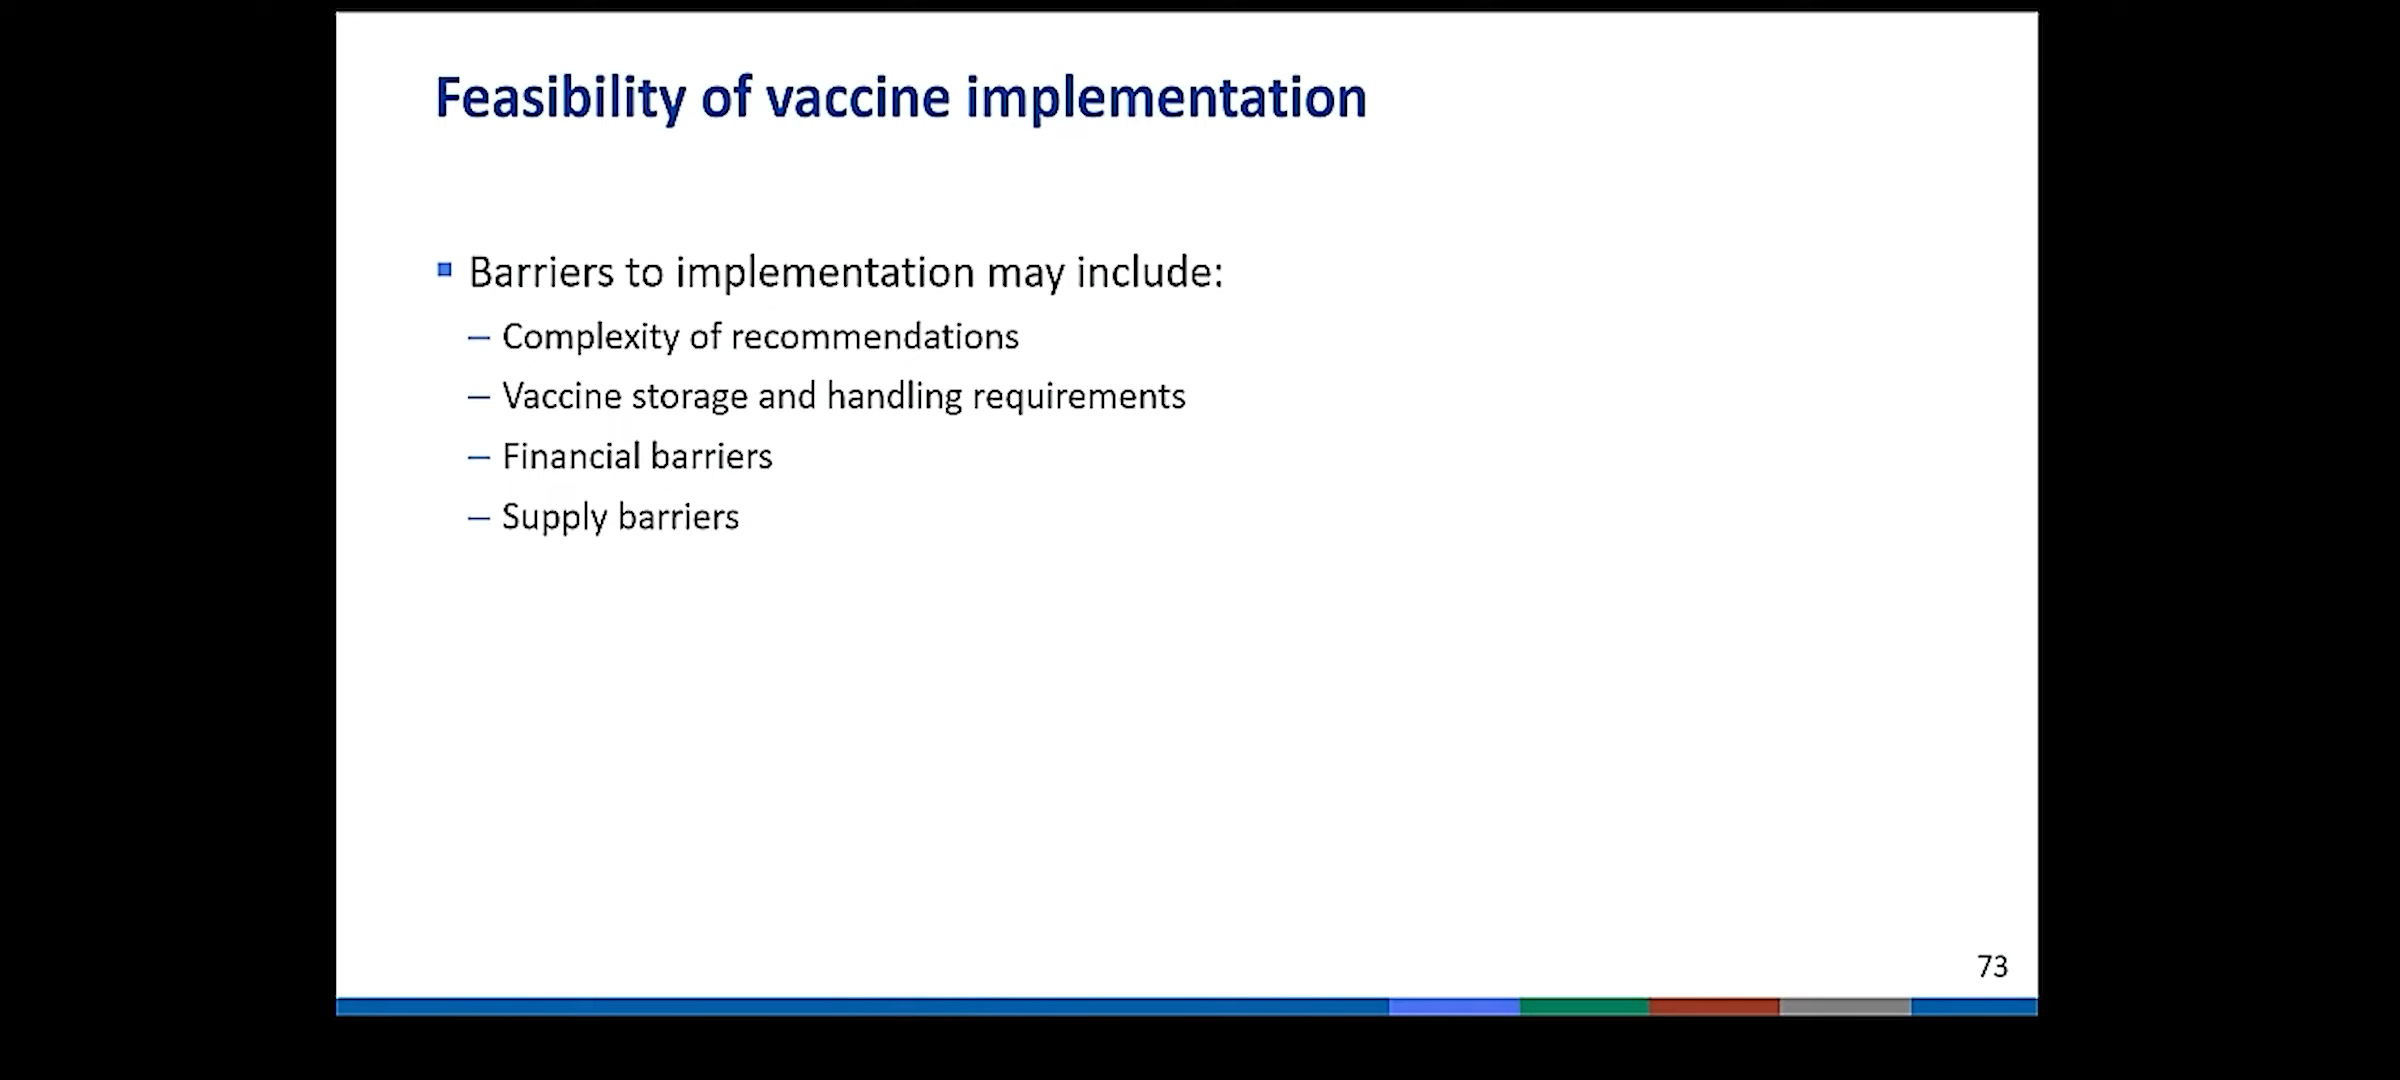 Feasibility of vaccine implementation
▪ Barriers to implementation may include:
– Complexity of recommendations
– Vaccine storage and handling requirements
– Financial barriers
– Supply barriers
73